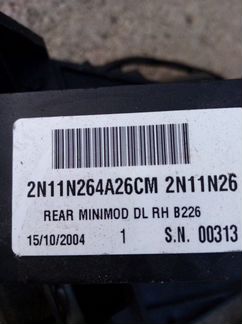 2N11N264A26CM 2N11N26
REAR MINIMOD DL RH B226
15/10/2004 1 S.N. 00313